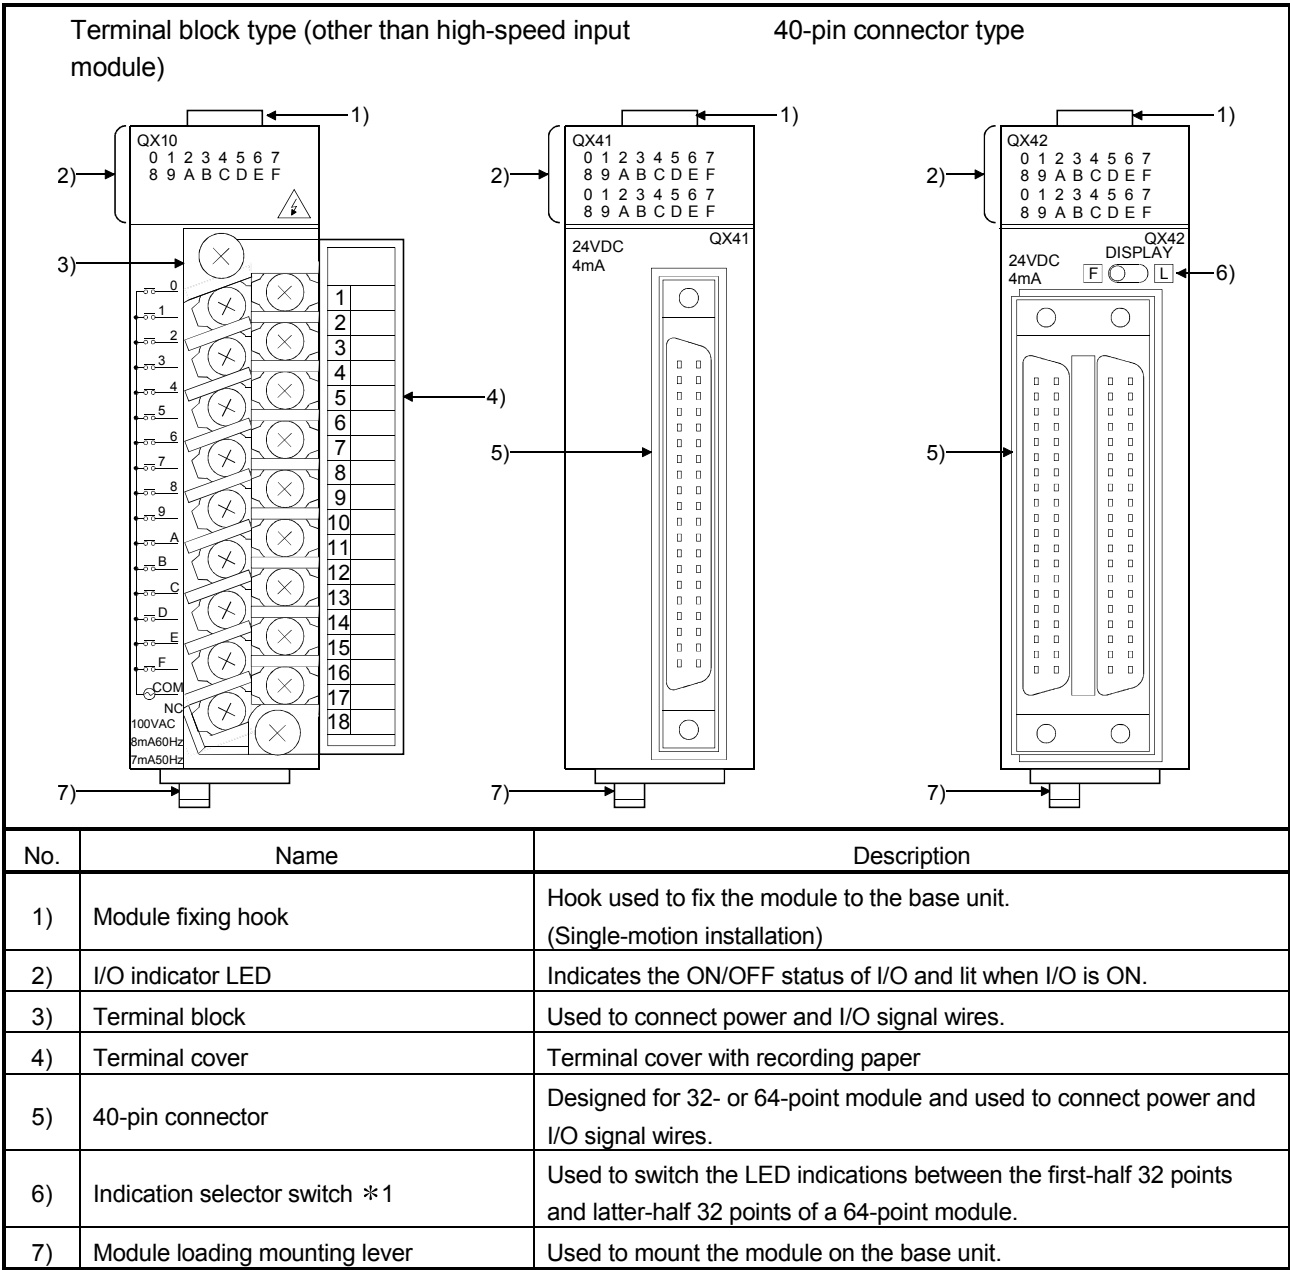 Terminal block type (other than high-speed input
module)
40-pin connector type
1)
QX10
0 1 2 3 4 5 6 7
8 9 A B C D E F
2)
3)
0
1
2
3
4
5
6
7
8
9
A
B
C
D
E
F
COM
NC
100VAC
8mA60Hz
7mA50Hz
1
2
3
4
5
6
7
8
9
10
11
12
13
14
15
16
17
18
4)
7)
1)
QX41
0 1 2 3 4 5 6 7
8 9 A B C D E F
0 1 2 3 4 5 6 7
8 9 A B C D E F
2)
QX41
24VDC
4mA
5)
7)
1)
QX42
0 1 2 3 4 5 6 7
8 9 A B C D E F
0 1 2 3 4 5 6 7
8 9 A B C D E F
2)
QX42
DISPLAY
24VDC
4mA
F L
6)
5)
7)
No. Name Description
1) Module fixing hook Hook used to fix the module to the base unit.
(Single-motion installation)
2) I/O indicator LED Indicates the ON/OFF status of I/O and lit when I/O is ON.
3) Terminal block Used to connect power and I/O signal wires.
4) Terminal cover Terminal cover with recording paper
5) 40-pin connector Designed for 32- or 64-point module and used to connect power and
I/O signal wires.
6) Indication selector switch ＊1 Used to switch the LED indications between the first-half 32 points
and latter-half 32 points of a 64-point module.
7) Module loading mounting lever Used to mount the module on the base unit.